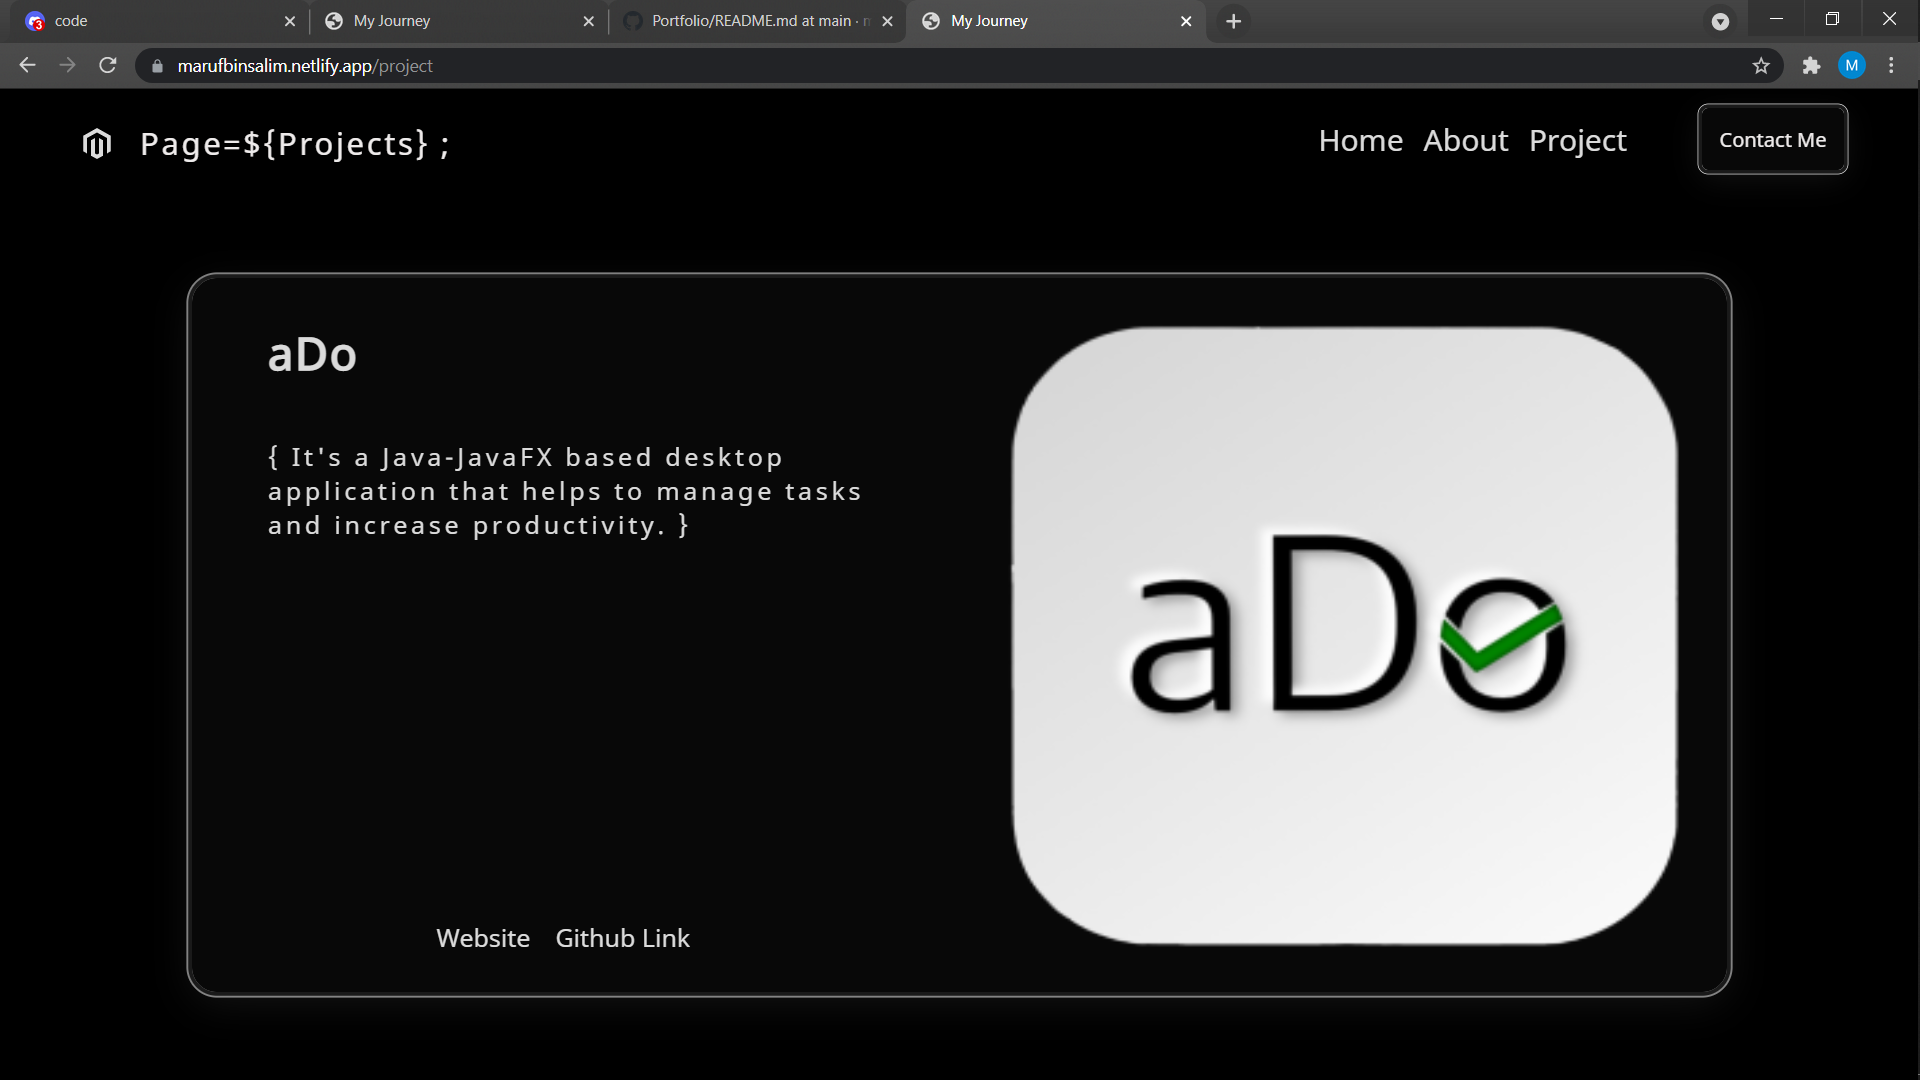 code
My Journey
Portfolio/README.md at main ·
My Journey
marufbinsalim.netlify.app/project
M
Page=${Projects} ;
Home About Project
Contact Me
aDo
{ It's a Java-JavaFX based desktop
application that helps to manage tasks
and increase productivity. }
aDo
Website Github Link